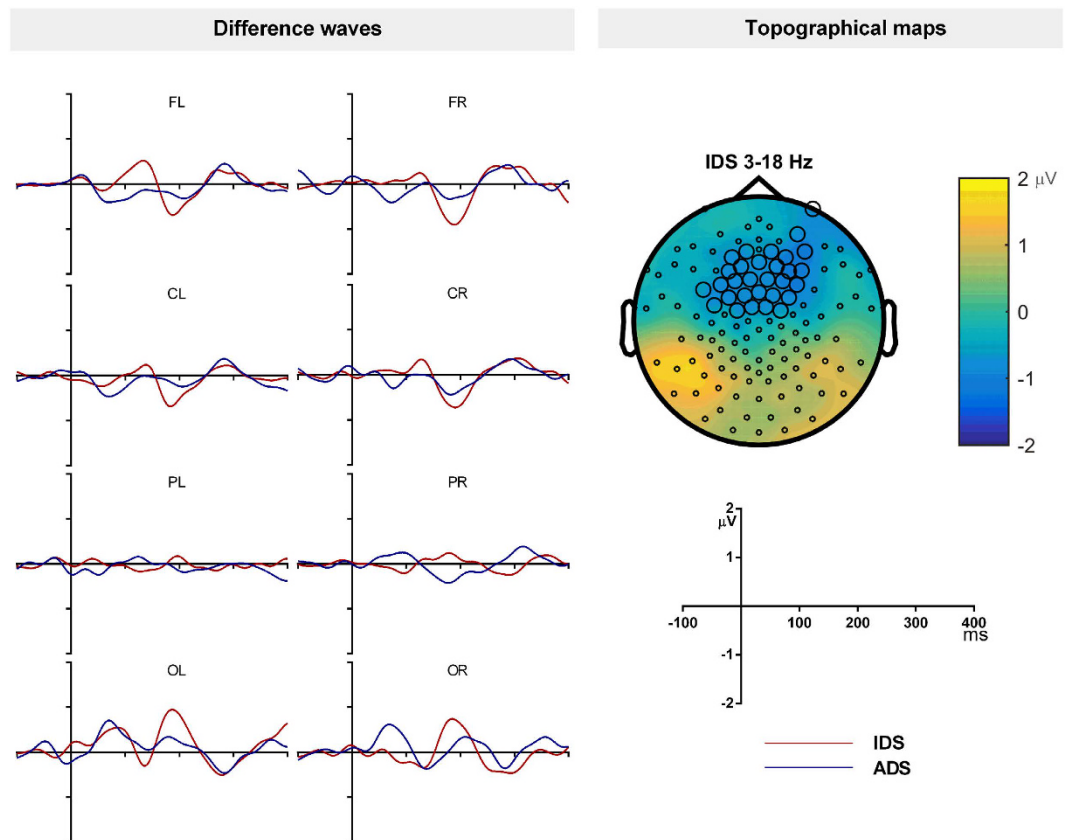 Difference waves
Topographical maps
FL
FR
CL
CR
PL
PR
OL
OR
IDS 3-18 Hz
2 μV
1
0
-1
-2
2
μV
1
-100
100
200
300
400
ms
-1
-2
IDS
ADS